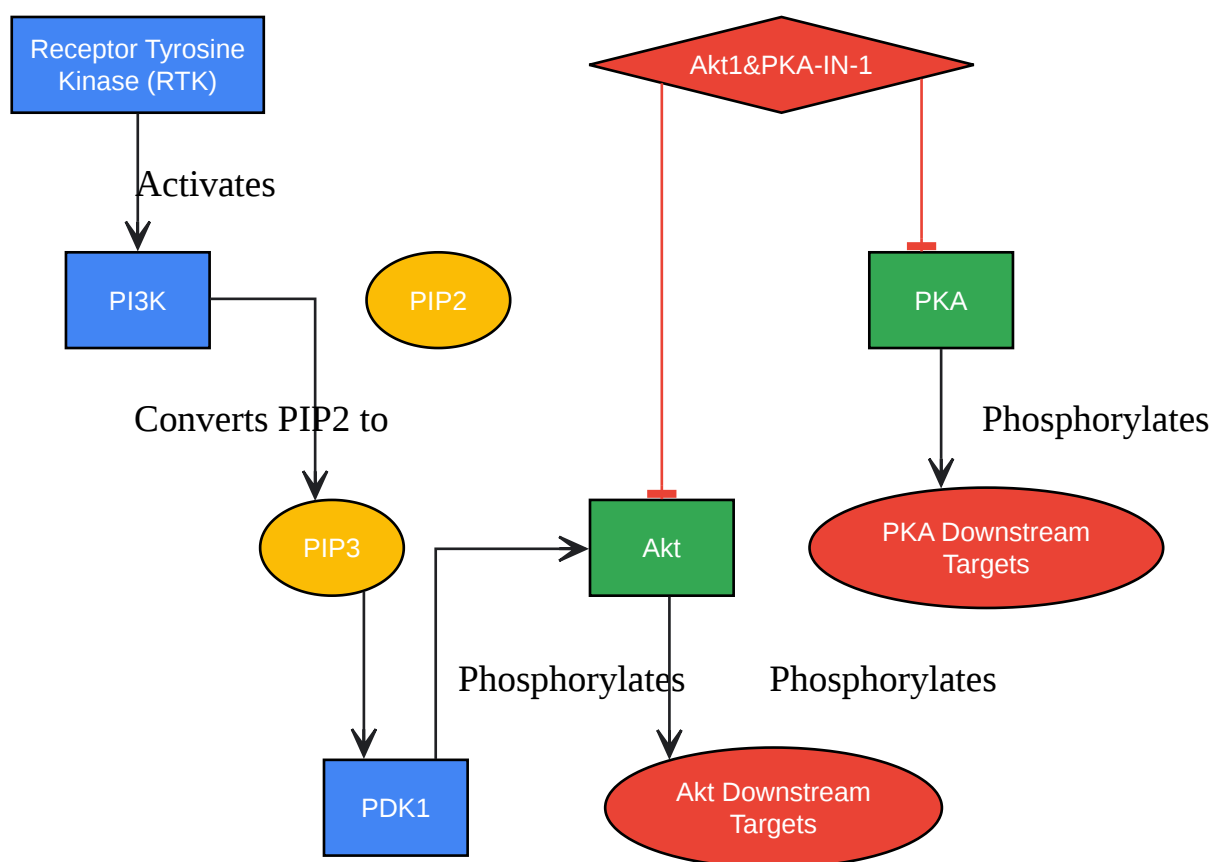 Receptor Tyrosine
Kinase (RTK)
Akt1&PKA-IN-1
Activates
PI3K
PIP2
PKA
Converts PIP2 to
Phosphorylates
PIP3
Akt
PKA Downstream
Targets
Phosphorylates
Phosphorylates
PDK1
Akt Downstream
Targets